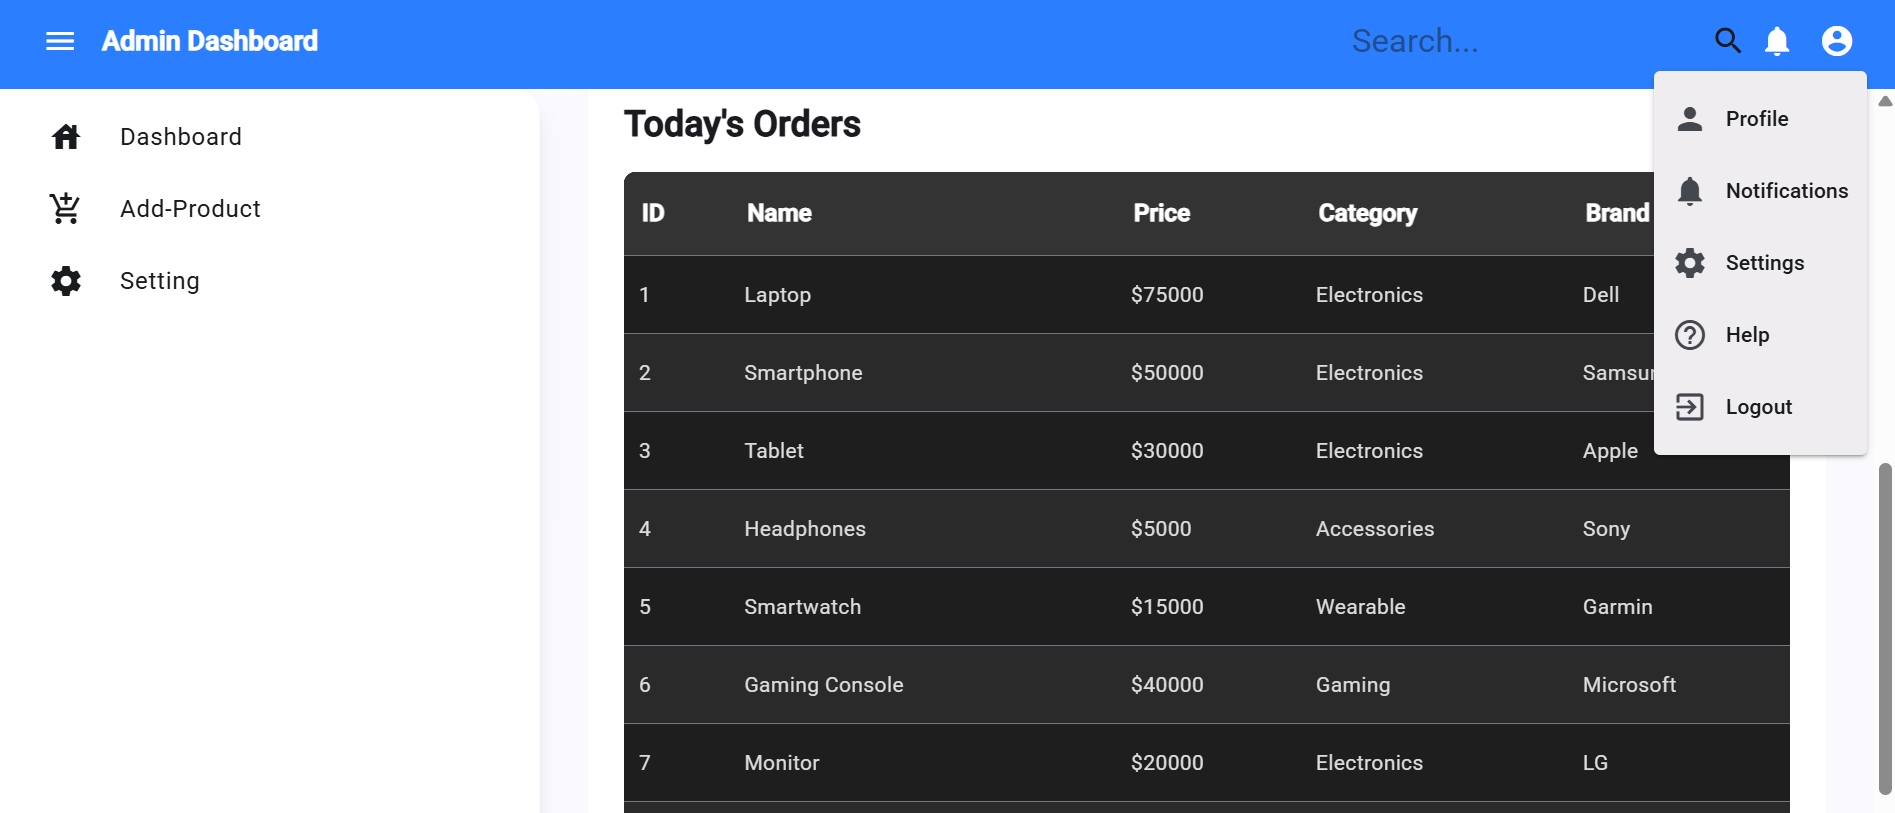 Admin Dashboard
Search...
Dashboard
Add-Product
Setting
Today's Orders
ID Name Price Category Brand
1 Laptop $75000 Electronics Dell
2 Smartphone $50000 Electronics
3 Tablet $30000 Electronics Apple
4 Headphones $5000 Accessories Sony
5 Smartwatch $15000 Wearable Garmin
6 Gaming Console $40000 Gaming Microsoft
7 Monitor $20000 Electronics LG
Profile
Notifications
Settings
Help
Logout